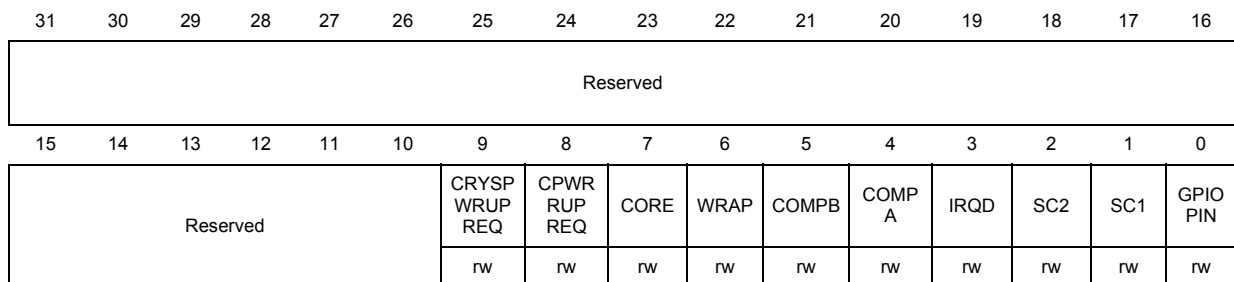 31 30 29 28 27 26 25 24 23 22 21 20 19 18 17 16
Reserved
15 14 13 12 11 10 9 8 7 6 5 4 3 2 1 0
Reserved
CRYSP
WRUP
REQ
CPWR
RUP
REQ
CORE
WRAP
COMPB
COMP
A
IRQD
SC2
SC1
GPIO
PIN
rw rw rw rw rw rw rw rw rw rw